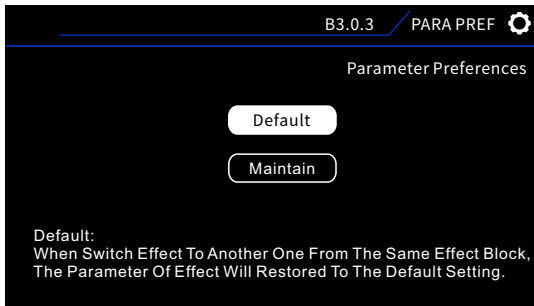 B3.0.3 PARA PREF
Parameter Preferences
Default
Maintain
Default:
When Switch Effect To Another One From The Same Effect Block,
The Parameter Of Effect Will Restored To The Default Setting.